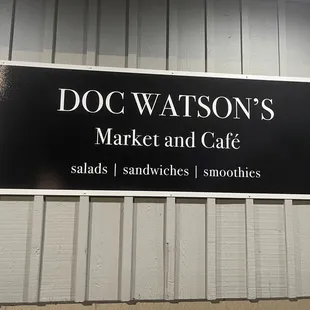 DOC WATSON'S
Market and Café
salads | sandwiches | smoothies